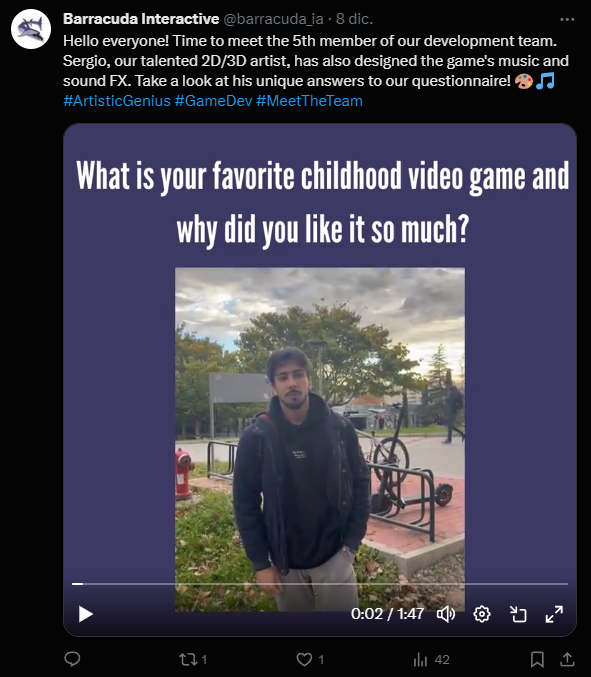 Barracuda Interactive @barracuda_ia · 8 dic.
Hello everyone! Time to meet the 5th member of our development team.
Sergio, our talented 2D/3D artist, has also designed the game's music and
sound FX. Take a look at his unique answers to our questionnaire! 🎨🎵
#ArtisticGenius #GameDev #MeetTheTeam
What is your favorite childhood video game and
why did you like it so much?
0:02 / 1:47
1
1
42